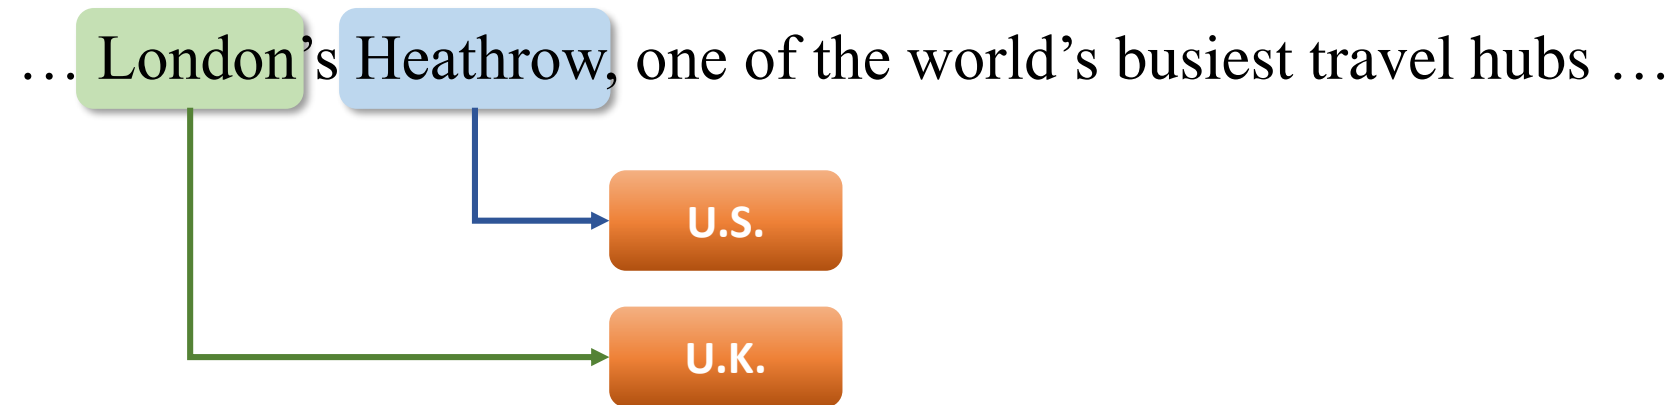 … London’s Heathrow, one of the world’s busiest travel hubs …
U.S.
U.K.